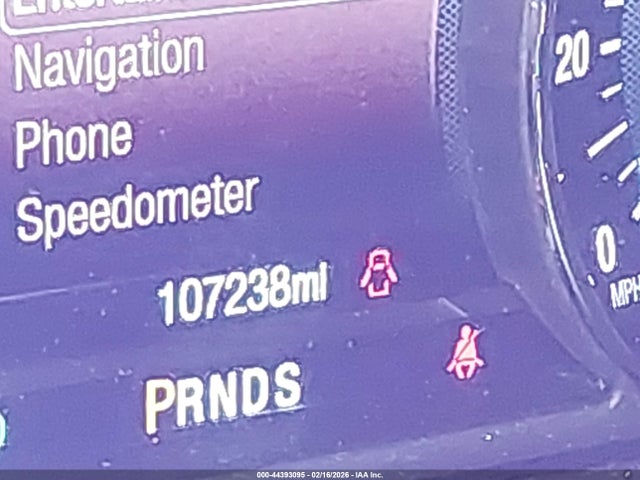 Navigation
Phone
Speedometer
107238mi
PRNDS
20
0
MPH
000-44393095 - 02/16/2026 - IAA Inc.